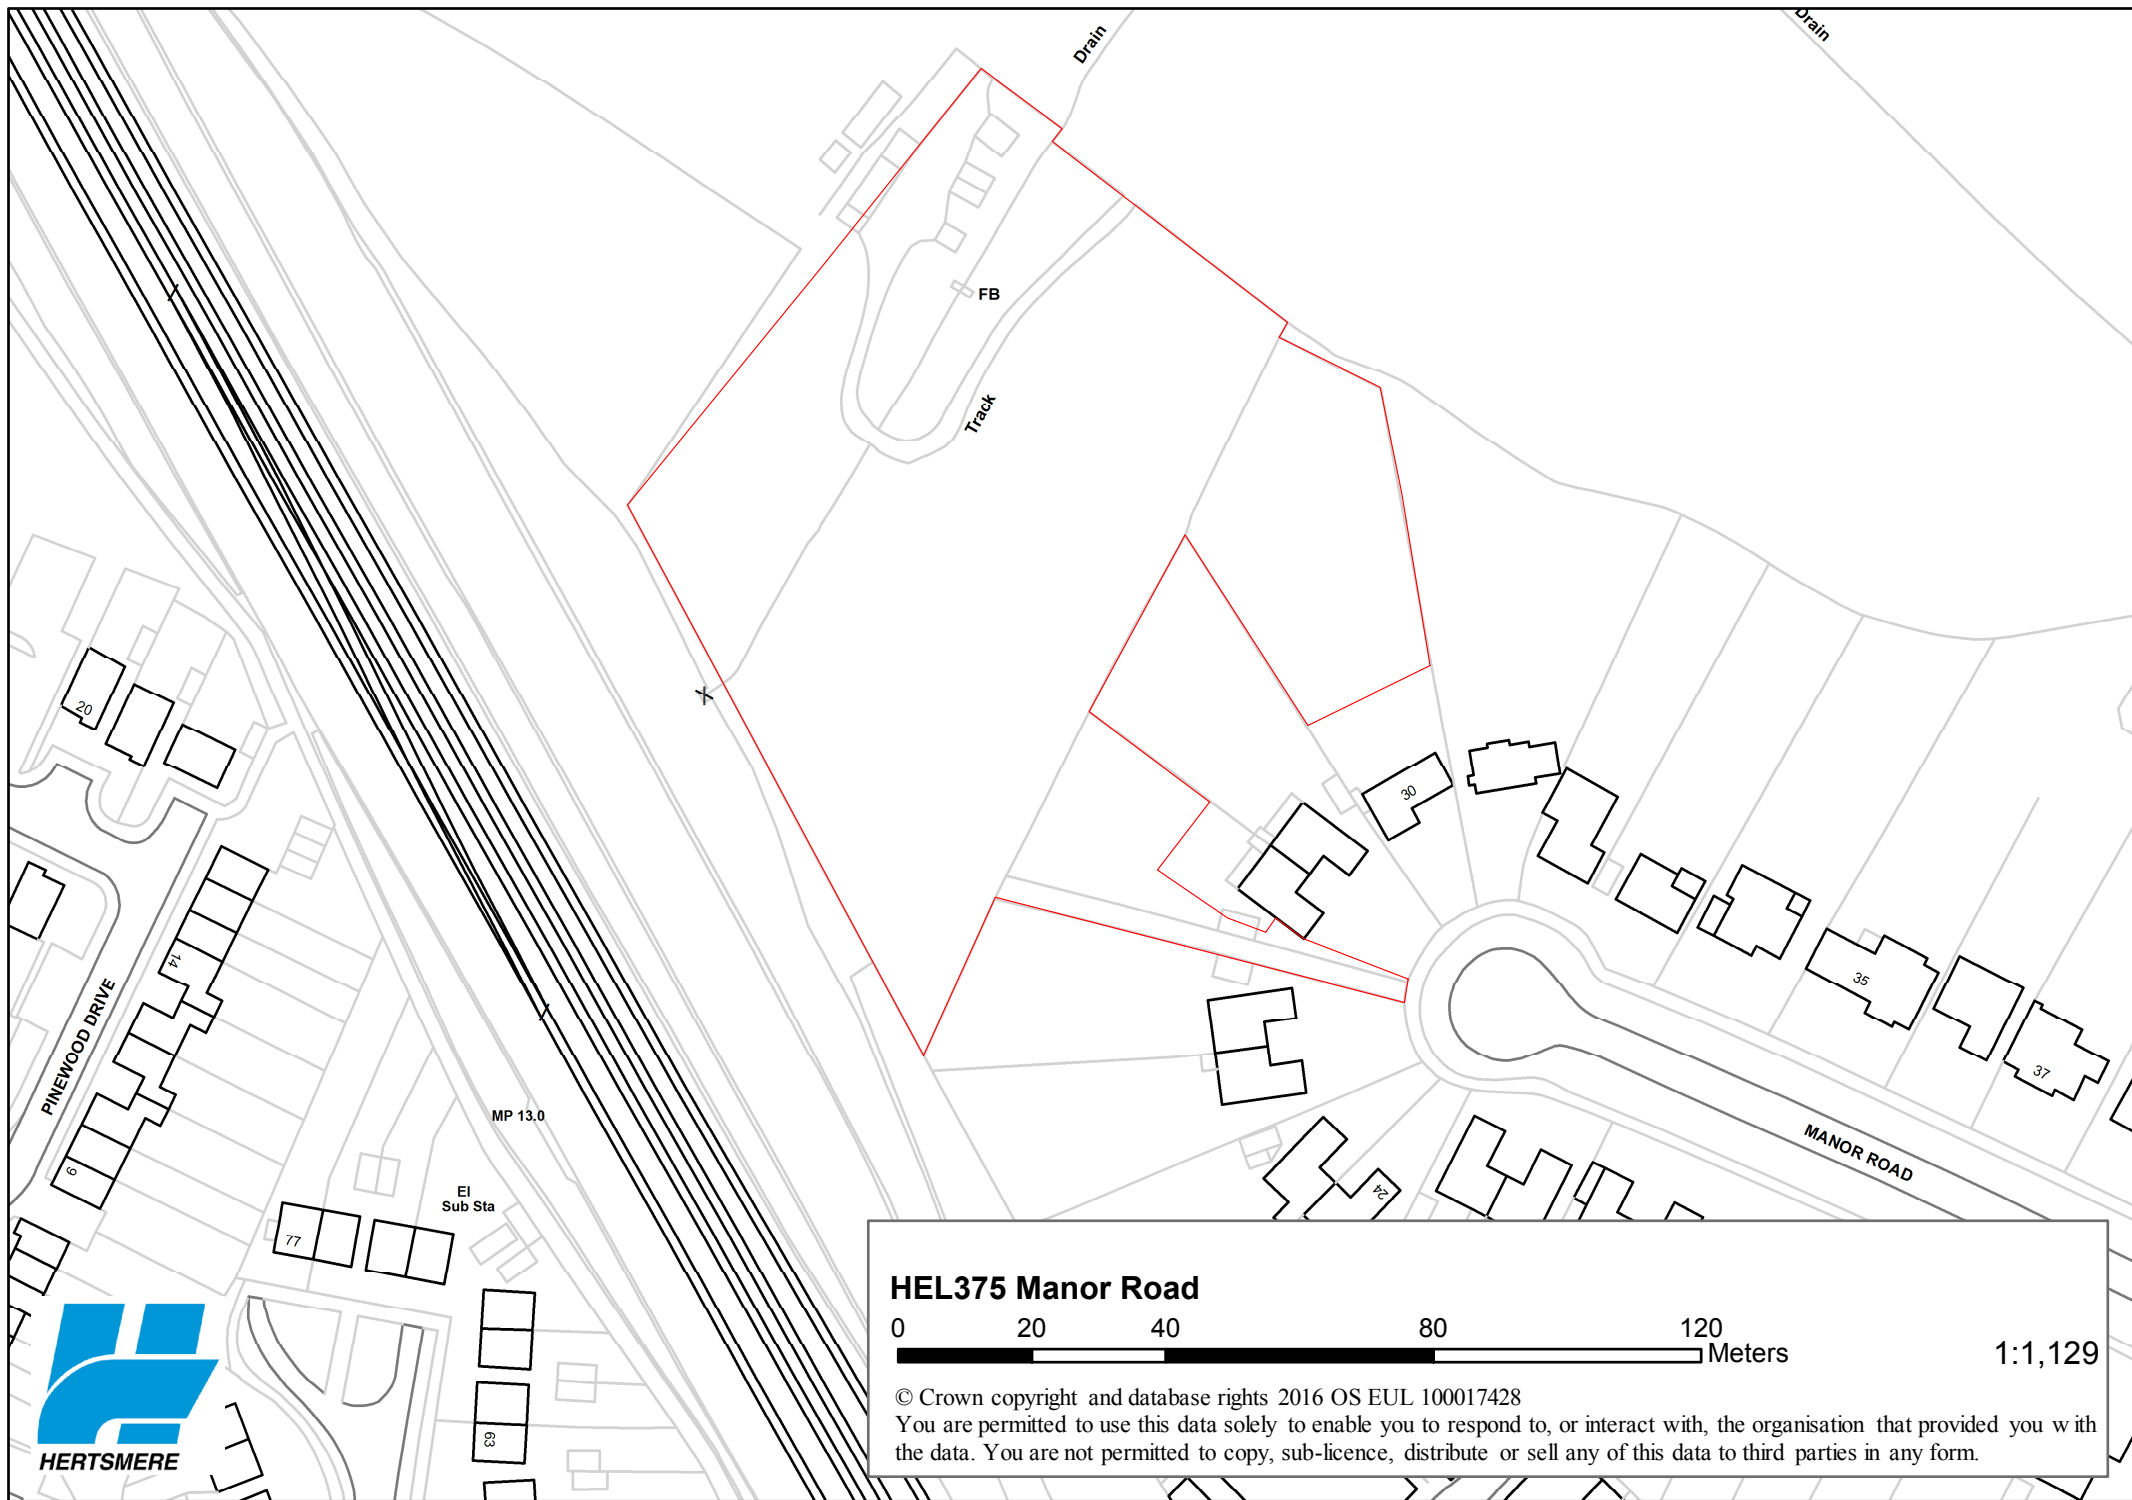 Drain
Drain
FB
Track
20
30
14
35
PINEWOOD DRIVE
37
MP 13.0
MANOR ROAD
9
24
El
Sub Sta
77
63
HERTSMERE
HEL375 Manor Road
0 20 40 80 120
Meters
1:1,129
© Crown copyright and database rights 2016 OS EUL 100017428
You are permitted to use this data solely to enable you to respond to, or interact with, the organisation that provided you with
the data. You are not permitted to copy, sub-licence, distribute or sell any of this data to third parties in any form.